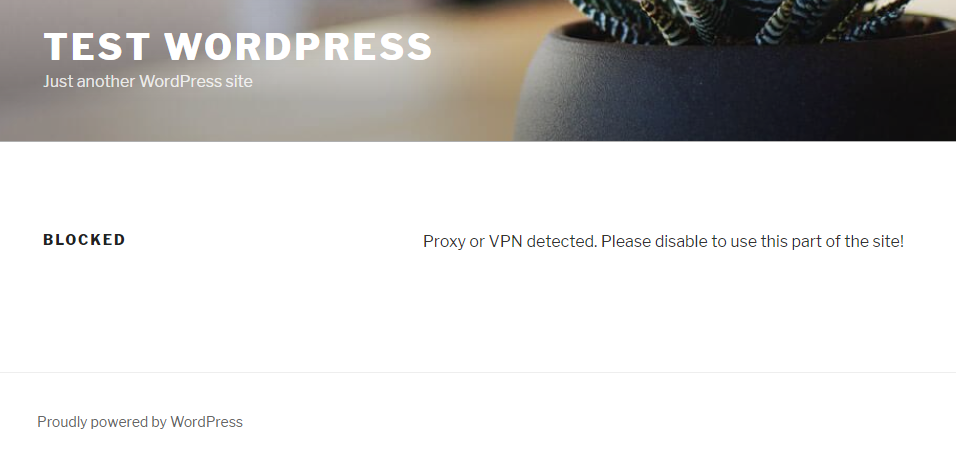 TEST WORDPRESS
Just another WordPress site
BLOCKED
Proxy or VPN detected. Please disable to use this part of the site!
Proudly powered by WordPress